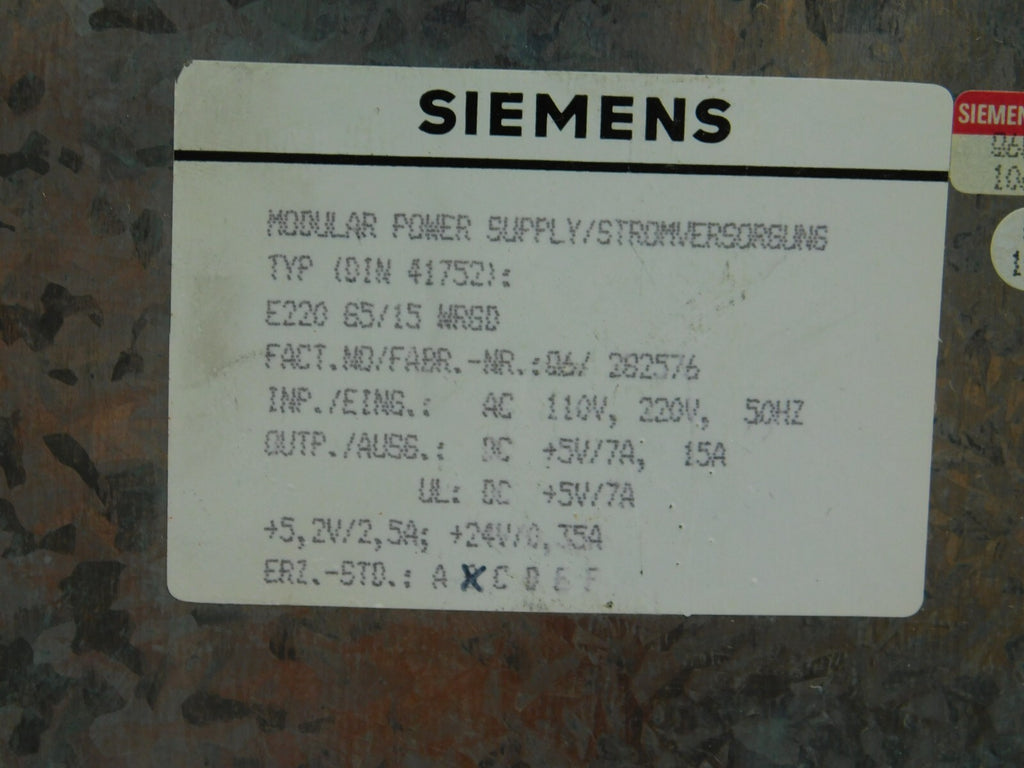 SIEMENS
MODULAR POWER SUPPLY/STROMVERSORGUNG
TYP (DIN 41752):
E220 G5/15 WRGD
FACT.NO/FABR.-NR.:Q6/ 282576
INP./EING.: AC 110V, 220V, 50HZ
OUTP./AUSG.: DC +5V/7A, 15A
UL: DC +5V/7A
+5,2V/2,5A; +24V/0,35A
ERZ.-STD.: A X C D E F
SIEMEN